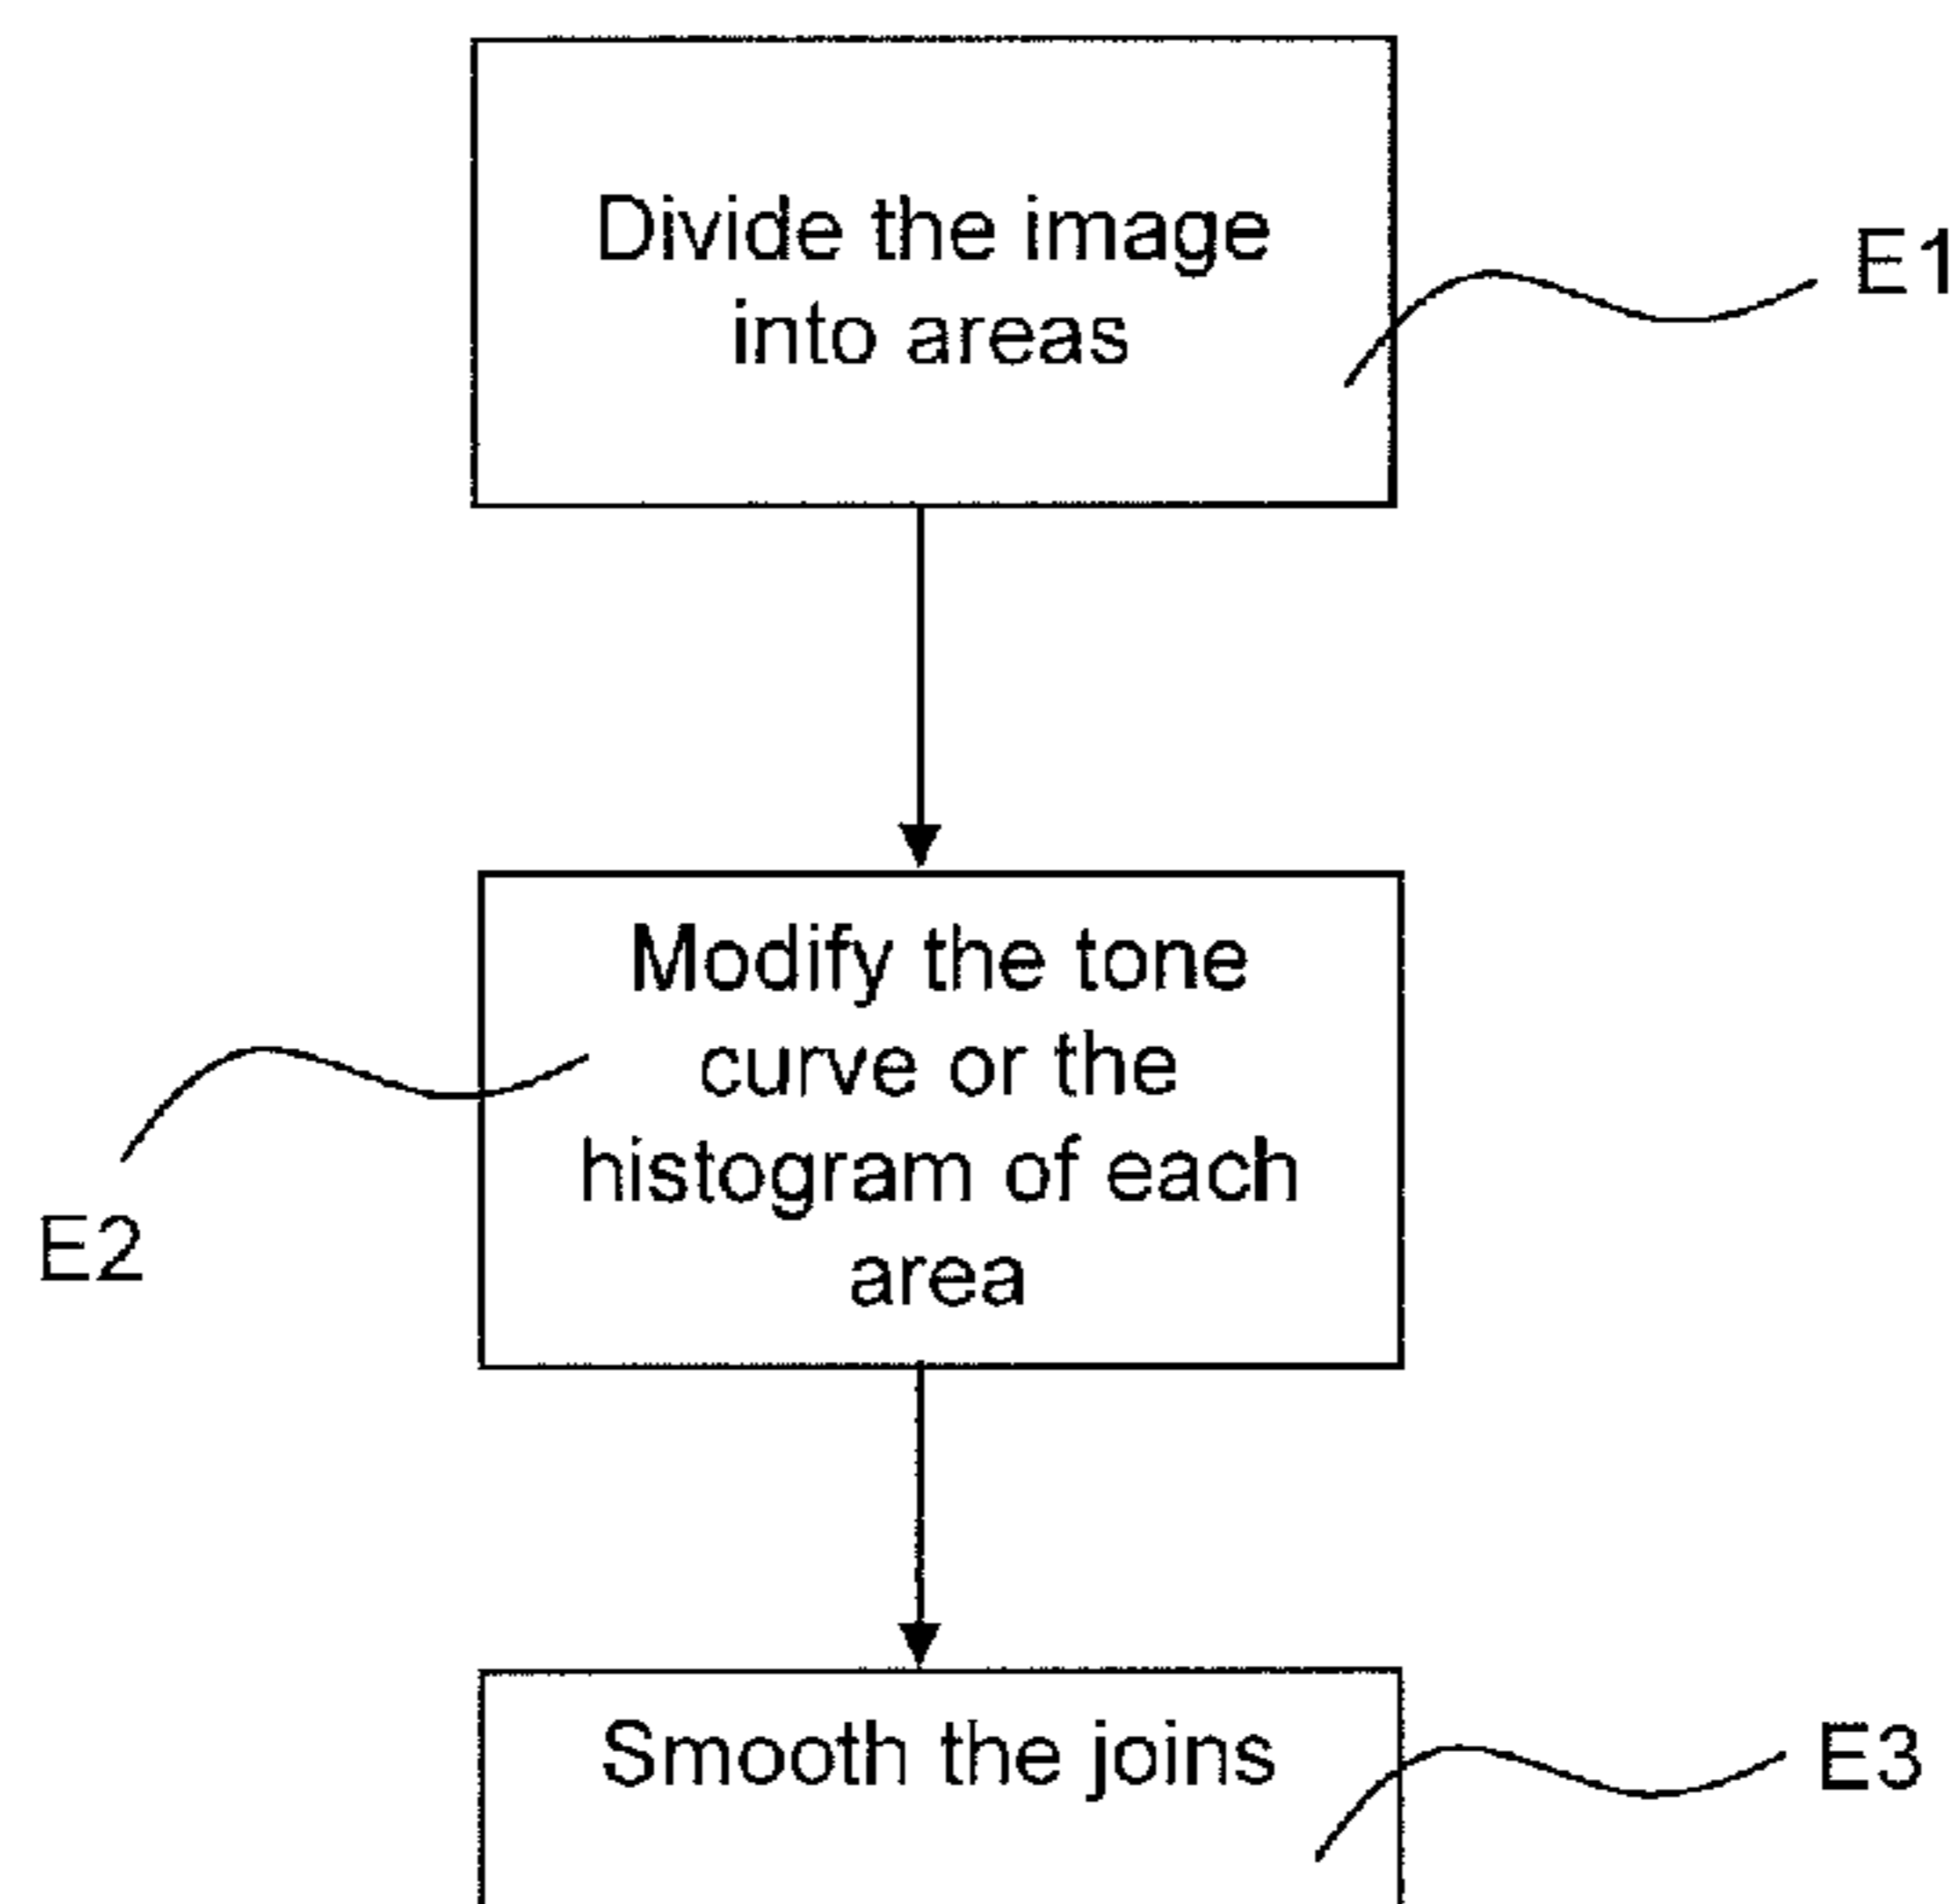 Divide the image
into areas
E1
Modify the tone
curve or the
histogram of each
area
E2
Smooth the joins
E3